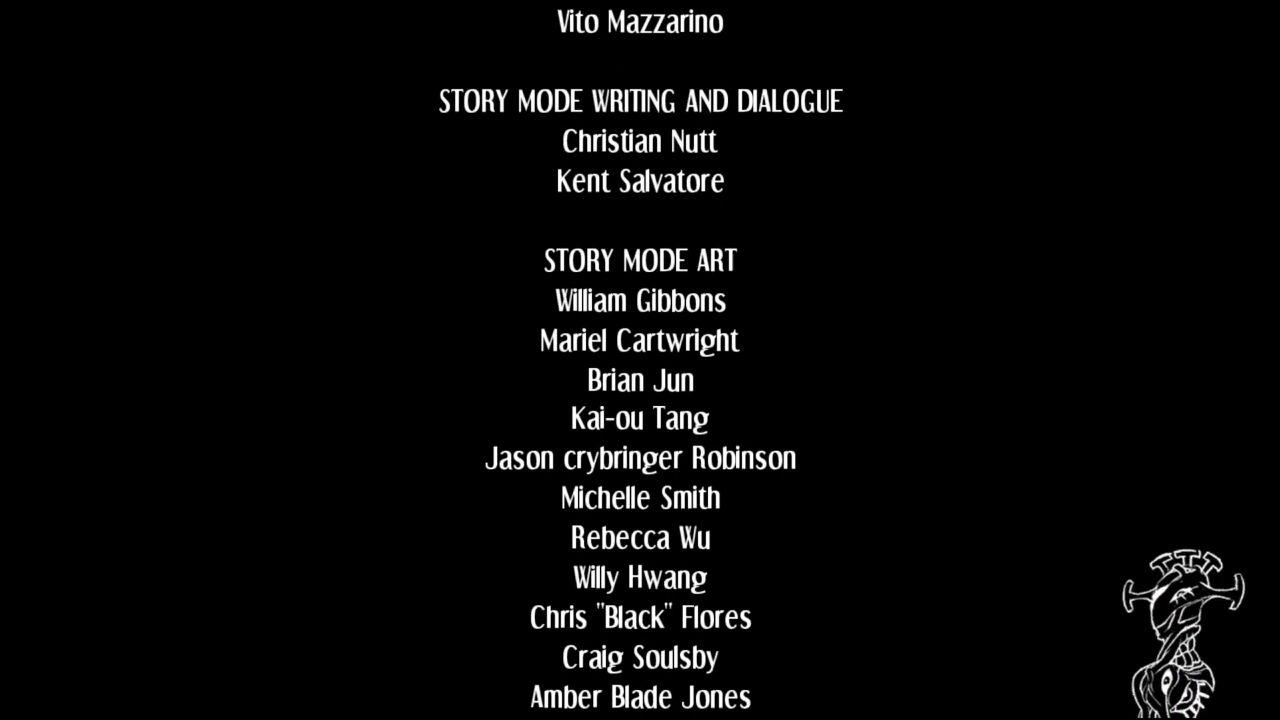 Vito Mazzarino
STORY MODE WRITING AND DIALOGUE
Christian Nutt
Kent Salvatore
STORY MODE ART
William Gibbons
Mariel Cartwright
Brian Jun
Kai-ou Tang
Jason crybringer Robinson
Michelle Smith
Rebecca Wu
Willy Hwang
Chris "Black" Flores
Craig Soulsby
Amber Blade Jones